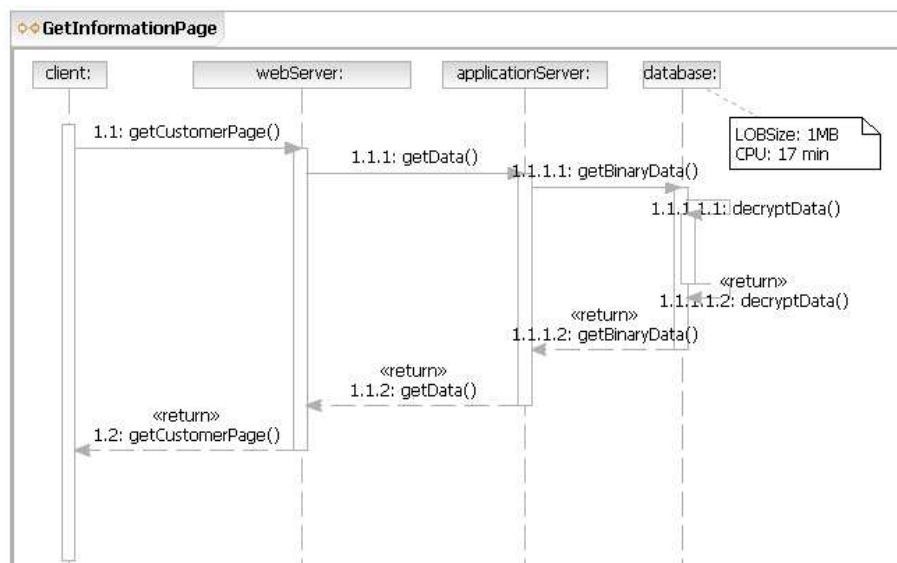 GetInformationPage
client:
webServer:
applicationServer:
database:
LOBSize: 1MB
CPU: 17 min
1.1: getCustomerPage()
1.1.1: getData()
1.1.1.1: getBinaryData()
1.1.1.1.1: decryptData()
«return»
1.1.1.1.2: decryptData()
«return»
1.1.1.2: getBinaryData()
«return»
1.1.2: getData()
«return»
1.2: getCustomerPage()